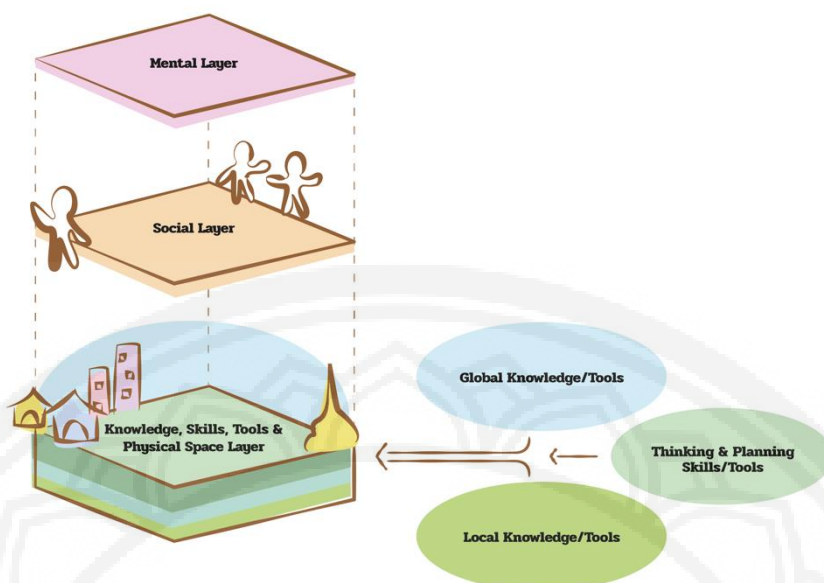 Mental Layer
Social Layer
Knowledge, Skills, Tools &
Physical Space Layer
Global Knowledge/Tools
Thinking & Planning
Skills/Tools
Local Knowledge/Tools